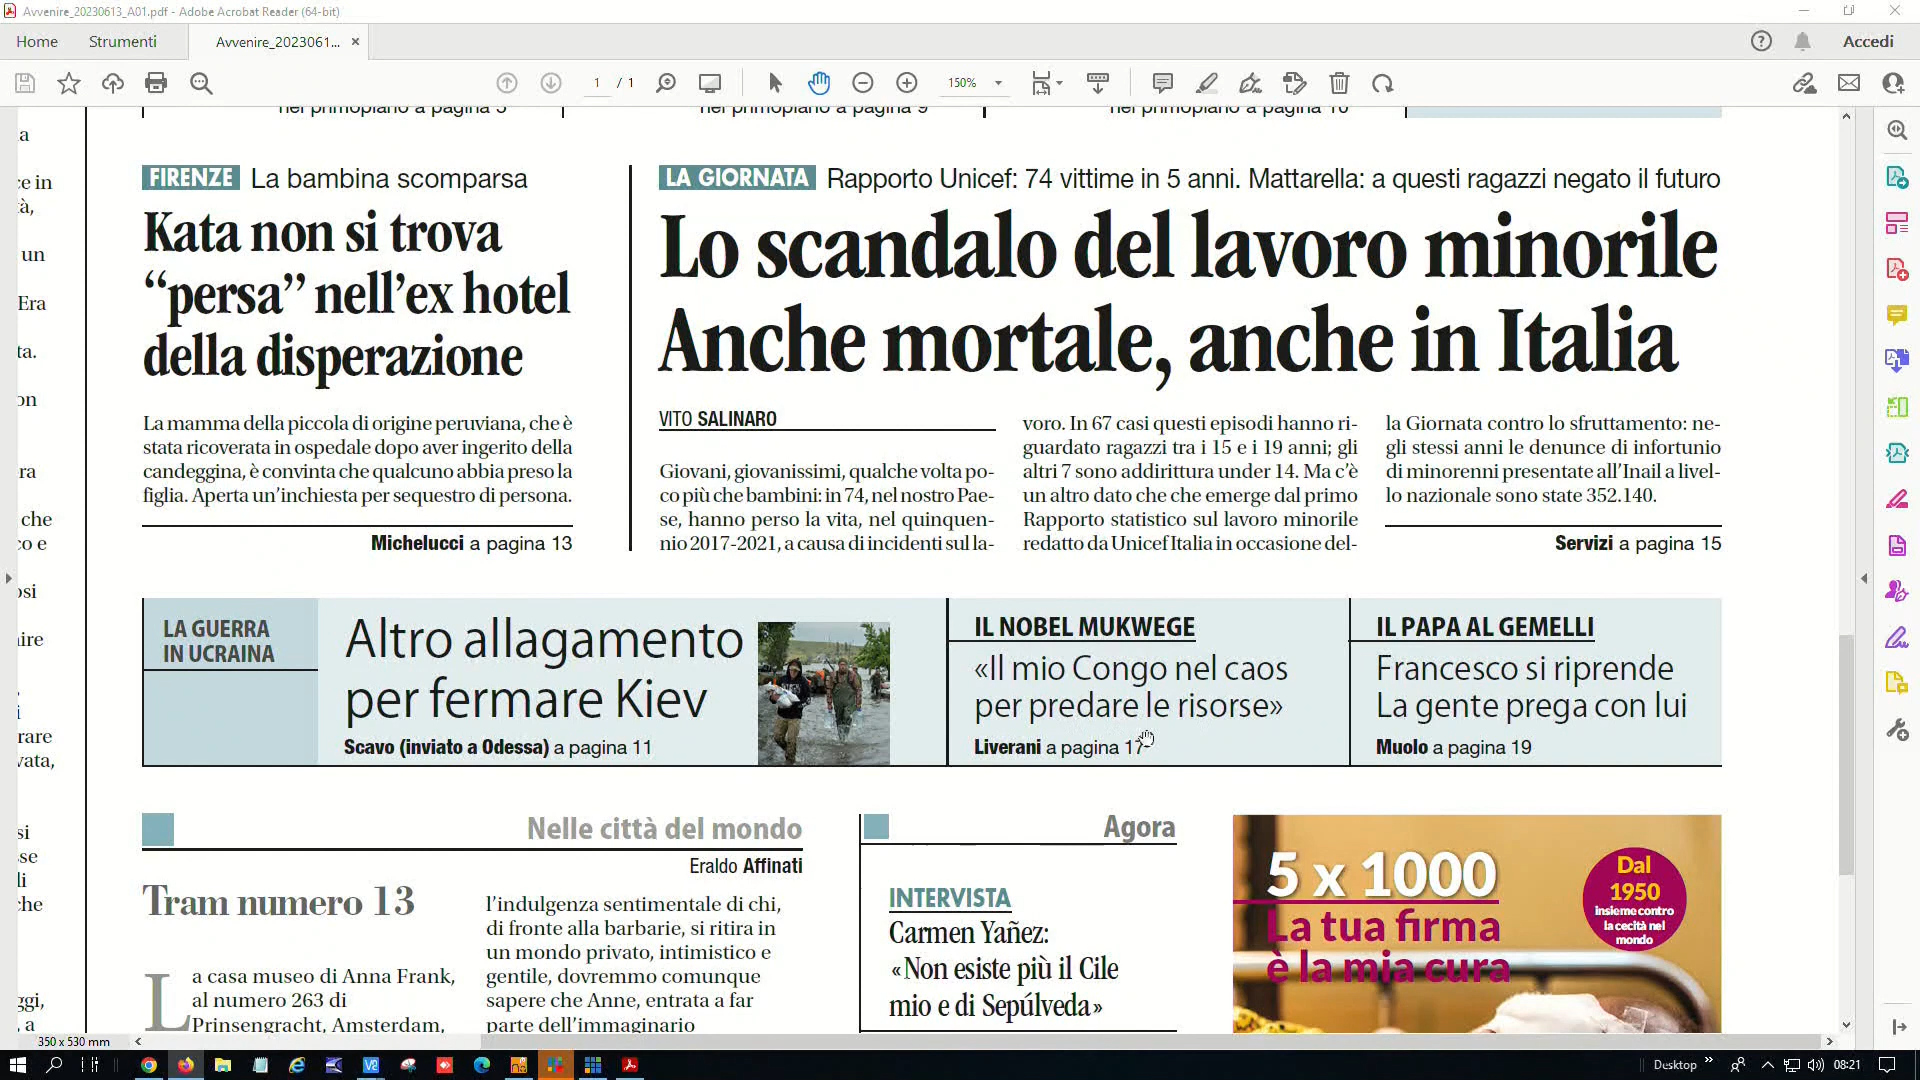 Avvenire_20230613_A01.pdf - Adobe Acrobat Reader (64-bit)
Home
Strumenti
Avvenire_2023061...
Accedi
1 / 1
150%
nel primopiano a pagina 5
nel primopiano a pagina 9
nel primopiano a pagina 10
FIRENZE La bambina scomparsa
Kata non si trova
“persa” nell’ex hotel
della disperazione
La mamma della piccola di origine peruviana, che è
stata ricoverata in ospedale dopo aver ingerito della
candeggina, è convinta che qualcuno abbia preso la
figlia. Aperta un’inchiesta per sequestro di persona.
Michelucci a pagina 13
LA GIORNATA Rapporto Unicef: 74 vittime in 5 anni. Mattarella: a questi ragazzi negato il futuro
Lo scandalo del lavoro minorile
Anche mortale, anche in Italia
VITO SALINARO
Giovani, giovanissimi, qualche volta po-
co più che bambini: in 74, nel nostro Pae-
se, hanno perso la vita, nel quinquen-
nio 2017-2021, a causa di incidenti sul la-
voro. In 67 casi questi episodi hanno ri-
guardato ragazzi tra i 15 e i 19 anni; gli
altri 7 sono addirittura under 14. Ma c’è
un altro dato che che emerge dal primo
Rapporto statistico sul lavoro minorile
redatto da Unicef Italia in occasione del-
la Giornata contro lo sfruttamento: ne-
gli stessi anni le denunce di infortunio
di minorenni presentate all’Inail a livel-
lo nazionale sono state 352.140.
Servizi a pagina 15
LA GUERRA
IN UCRAINA
Altro allagamento
per fermare Kiev
Scavo (inviato a Odessa) a pagina 11
IL NOBEL MUKWEGE
«Il mio Congo nel caos
per predare le risorse»
Liverani a pagina 17
IL PAPA AL GEMELLI
Francesco si riprende
La gente prega con lui
Muolo a pagina 19
Nelle città del mondo
Eraldo Affinati
Tram numero 13
La casa museo di Anna Frank,
al numero 263 di
Prinsengracht, Amsterdam,
l’indulgenza sentimentale di chi,
di fronte alla barbarie, si ritira in
un mondo privato, intimistico e
gentile, dovremmo comunque
sapere che Anne, entrata a far
parte dell’immaginario
Agora
INTERVISTA
Carmen Yañez:
«Non esiste più il Cile
mio e di Sepúlveda»
5 x 1000
La tua firma
è la mia cura
Dal
1950
insieme contro
la cecità nel
mondo
350 x 530 mm
Desktop
08:21